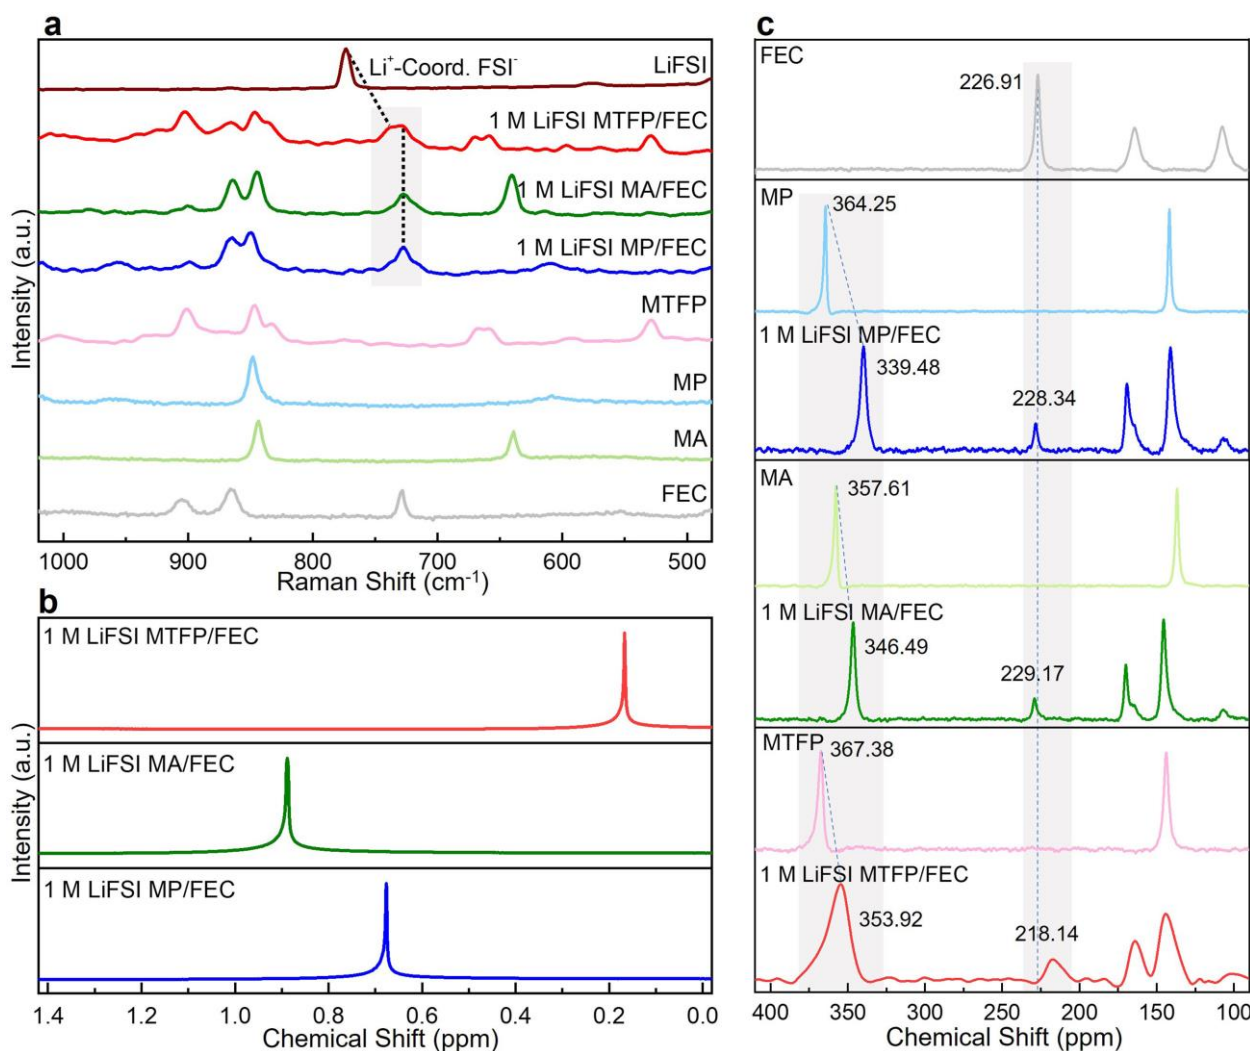 a
LiFSI
Li⁺-Coord. FSI⁻
1 M LiFSI MTFP/FEC
1 M LiFSI MA/FEC
1 M LiFSI MP/FEC
MTFP
MP
MA
FEC
Intensity (a.u.)
1000 900 800 700 600 500
Raman Shift (cm⁻¹)
b
1 M LiFSI MTFP/FEC
1 M LiFSI MA/FEC
1 M LiFSI MP/FEC
Intensity (a.u.)
1.4 1.2 1.0 0.8 0.6 0.4 0.2 0.0
Chemical Shift (ppm)
c
FEC
226.91
MP
364.25
1 M LiFSI MP/FEC
339.48
228.34
MA
357.61
1 M LiFSI MA/FEC
346.49
229.17
MTFP
367.38
1 M LiFSI MTFP/FEC
353.92
218.14
400 350 300 250 200 150 100
Chemical Shift (ppm)